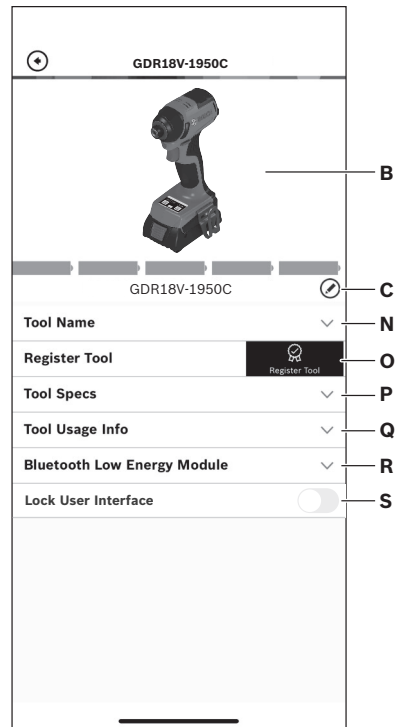 GDR18V-1950C
B
GDR18V-1950C
C
Tool Name
N
Register Tool
Register Tool
O
Tool Specs
P
Tool Usage Info
Q
Bluetooth Low Energy Module
R
Lock User Interface
S